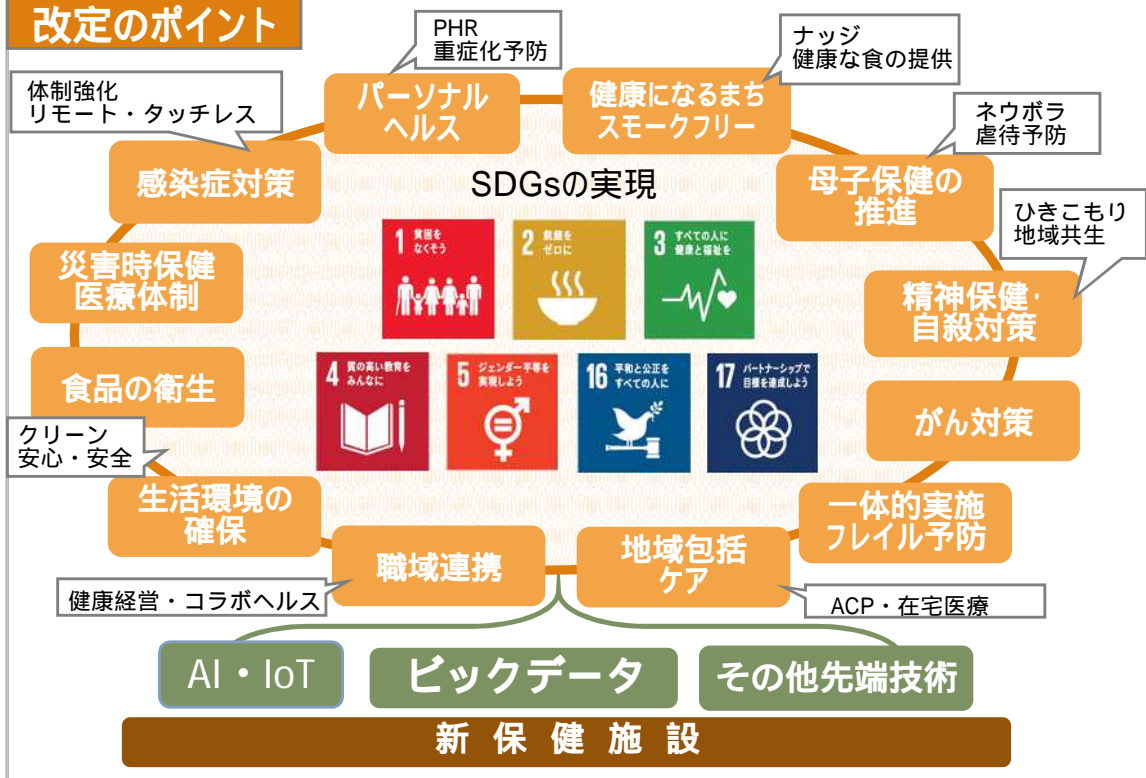 改定のポイント
PHR
重症化予防
ナッジ
健康な食の提供
体制強化
リモート・タッチレス
パーソナル
ヘルス
健康になるまち
スモークフリー
ネウボラ
虐待予防
感染症対策
SDGsの実現
母子保健の
推進
ひきこもり
地域共生
1 貧困を
なくそう
2 飢餓を
ゼロに
3 すべての人に
健康と福祉を
災害時保健
医療体制
精神保健・
自殺対策
4 質の高い教育を
みんなに
5 ジェンダー平等を
実現しよう
16 平和と公正を
すべての人に
17 パートナーシップで
目標を達成しよう
食品の衛生
がん対策
クリーン
安心・安全
生活環境の
確保
一体的実施
フレイル予防
職域連携
地域包括
ケア
健康経営・コラボヘルス
ACP・在宅医療
AI・IoT
ビックデータ
その他先端技術
新保健施設